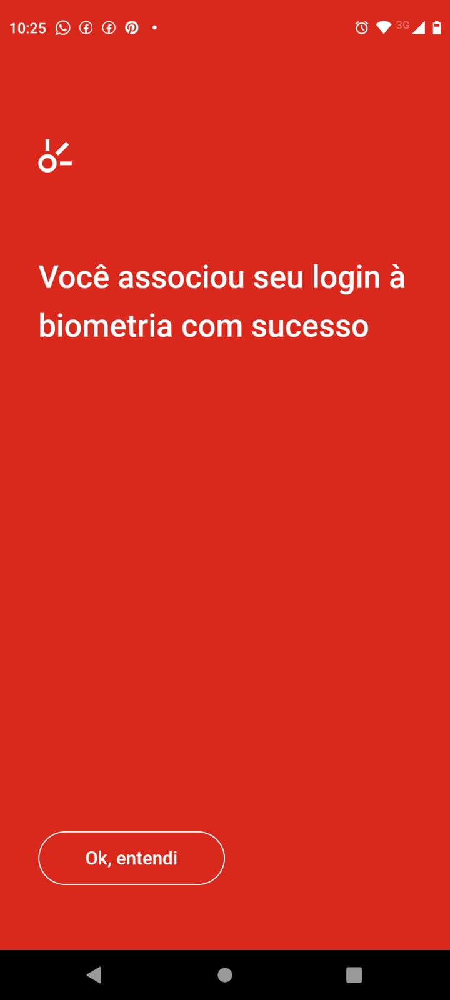 10:25
3G
Você associou seu login à
biometria com sucesso
Ok, entendi